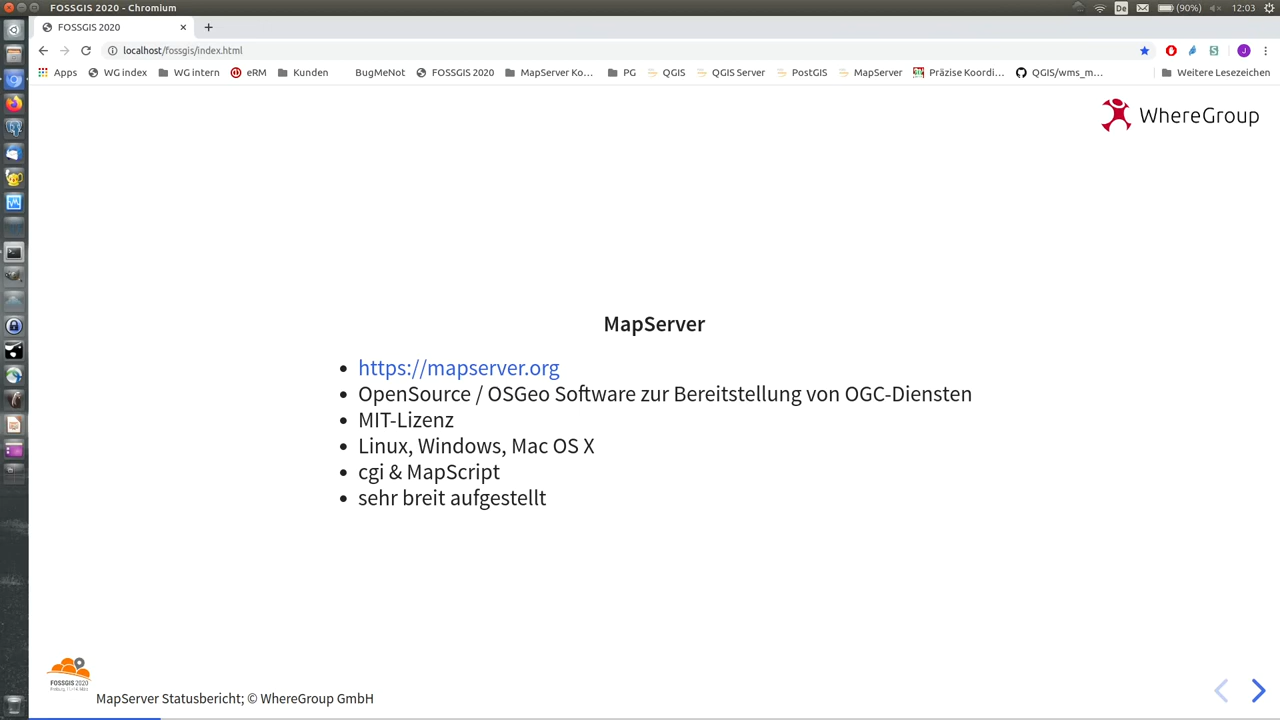 FOSSGIS 2020 - Chromium
De
(90%)
12:03
FOSSGIS 2020
localhost/fossgis/index.html
J
Apps
WG index
WG intern
eRM
Kunden
BugMeNot
FOSSGIS 2020
MapServer Ko…
PG
QGIS
QGIS Server
PostGIS
MapServer
Präzise Koordi…
QGIS/wms_m…
Weitere Lesezeichen
WhereGroup
MapServer
https://mapserver.org
OpenSource / OSGeo Software zur Bereitstellung von OGC-Diensten
MIT-Lizenz
Linux, Windows, Mac OS X
cgi & MapScript
sehr breit aufgestellt
FOSSGIS 2020
MapServer Statusbericht; © WhereGroup GmbH